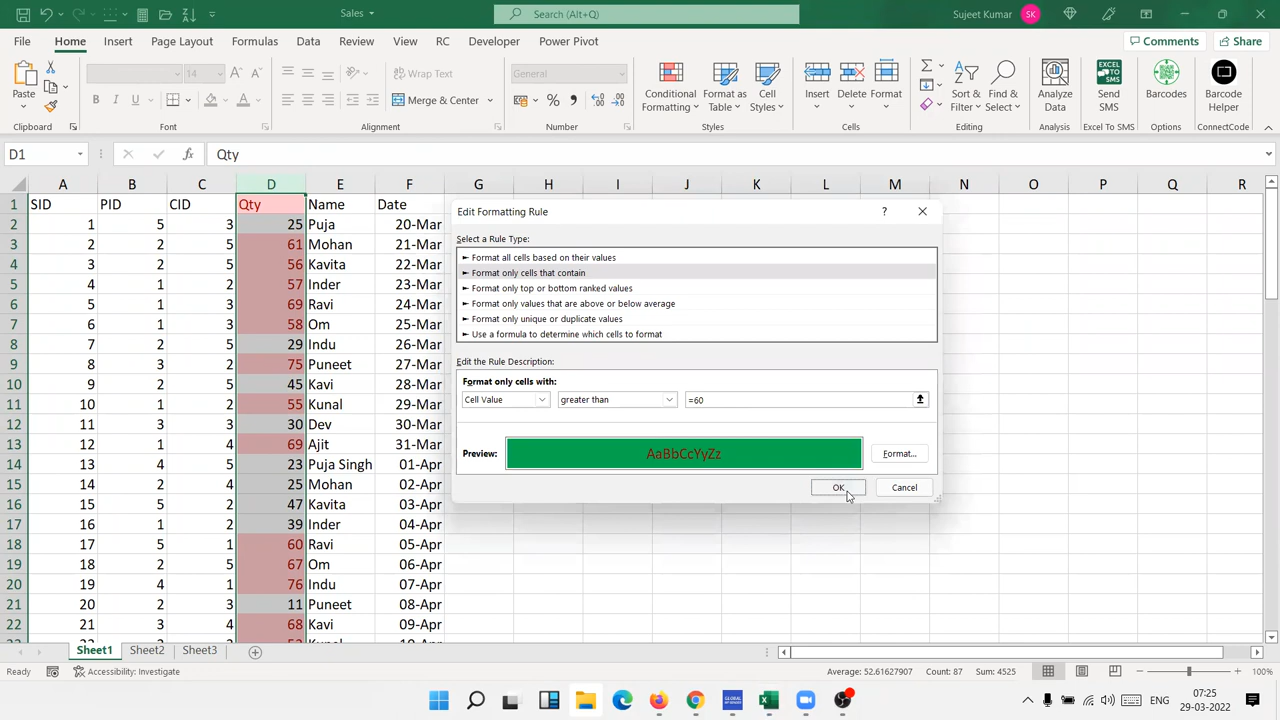 Sales
Search (Alt+Q)
Sujeet Kumar
SK
File Home Insert Page Layout Formulas Data Review View RC Developer Power Pivot
Comments Share
14
Wrap Text
General
Paste
B I U
Merge & Center
Conditional Formatting
Format as Table
Cell Styles
Insert
Delete
Format
Sort & Filter
Find & Select
Analyze Data
Send SMS
Barcodes
Barcode Helper
Clipboard Font Alignment Number Styles Cells Editing Analysis Excel To SMS Options ConnectCode
D1 fx Qty
A B C D E F G H I J K L M N O P Q R
1 SID PID CID Qty Name Date
2 1 5 3 25 Puja 20-Mar
3 2 2 5 61 Mohan 21-Mar
4 3 2 5 56 Kavita 22-Mar
5 4 1 5 57 Inder 23-Mar
6 5 1 3 69 Ravi 24-Mar
7 6 1 3 58 Om 25-Mar
8 7 2 5 29 Indu 26-Mar
9 8 3 2 75 Puneet 27-Mar
10 9 2 5 45 Kavi 28-Mar
11 10 1 2 55 Kunal 29-Mar
12 11 3 3 30 Dev 30-Mar
13 12 1 4 69 Ajit 31-Mar
14 13 4 5 23 Puja Singh 01-Apr
15 14 2 4 25 Mohan 02-Apr
16 15 5 2 47 Kavita 03-Apr
17 16 1 2 39 Inder 04-Apr
18 17 5 1 60 Ravi 05-Apr
19 18 2 5 67 Om 06-Apr
20 19 4 1 76 Indu 07-Apr
21 20 2 3 11 Puneet 08-Apr
22 21 3 4 68 Kavi 09-Apr
Edit Formatting Rule
?
Select a Rule Type:
► Format all cells based on their values
► Format only cells that contain
► Format only top or bottom ranked values
► Format only values that are above or below average
► Format only unique or duplicate values
► Use a formula to determine which cells to format
Edit the Rule Description:
Format only cells with:
Cell Value greater than =60
Preview: AaBbCcYyZz Format...
OK Cancel
Sheet1 Sheet2 Sheet3
Ready Accessibility: Investigate Average: 52.61627907 Count: 87 Sum: 4525 100%
ENG
07:25
29-03-2022